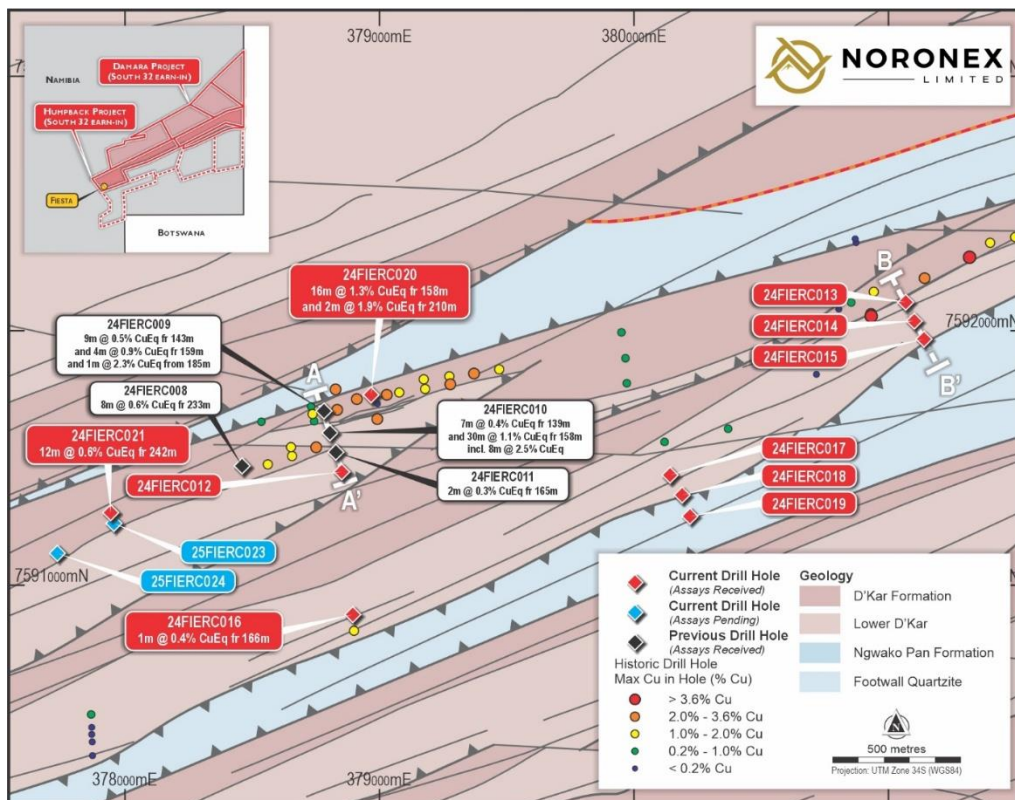 379000mE
380000mE
NORONEX
LIMITED
NAMIBIA
DAMARA PROJECT
(SOUTH 32 EARN-IN)
HUMPBACK PROJECT
(SOUTH 32 EARN-IN)
FIESTA
BOTSWANA
24FIERC020
16m @ 1.3% CuEq fr 158m
and 2m @ 1.9% CuEq fr 210m
24FIERC009
9m @ 0.5% CuEq fr 143m
and 4m @ 0.9% CuEq fr 159m
and 1m @ 2.3% CuEq from 185m
24FIERC008
8m @ 0.6% CuEq fr 233m
24FIERC021
12m @ 0.6% CuEq fr 242m
24FIERC012
A
A'
24FIERC010
7m @ 0.4% CuEq fr 139m
and 30m @ 1.1% CuEq fr 158m
incl. 8m @ 2.5% CuEq
24FIERC011
2m @ 0.3% CuEq fr 165m
B
24FIERC013
24FIERC014
24FIERC015
B'
7592000mN
24FIERC017
24FIERC018
24FIERC019
25FIERC023
25FIERC024
7591000mN
24FIERC016
1m @ 0.4% CuEq fr 166m
378000mE
379000mE
Current Drill Hole
(Assays Received)
Current Drill Hole
(Assays Pending)
Previous Drill Hole
(Assays Received)
Historic Drill Hole
Max Cu in Hole (% Cu)
> 3.6% Cu
2.0% - 3.6% Cu
1.0% - 2.0% Cu
0.2% - 1.0% Cu
< 0.2% Cu
Geology
D'Kar Formation
Lower D'Kar
Ngwako Pan Formation
Footwall Quartzite
N
500 metres
Projection: UTM Zone 34S (WGS84)